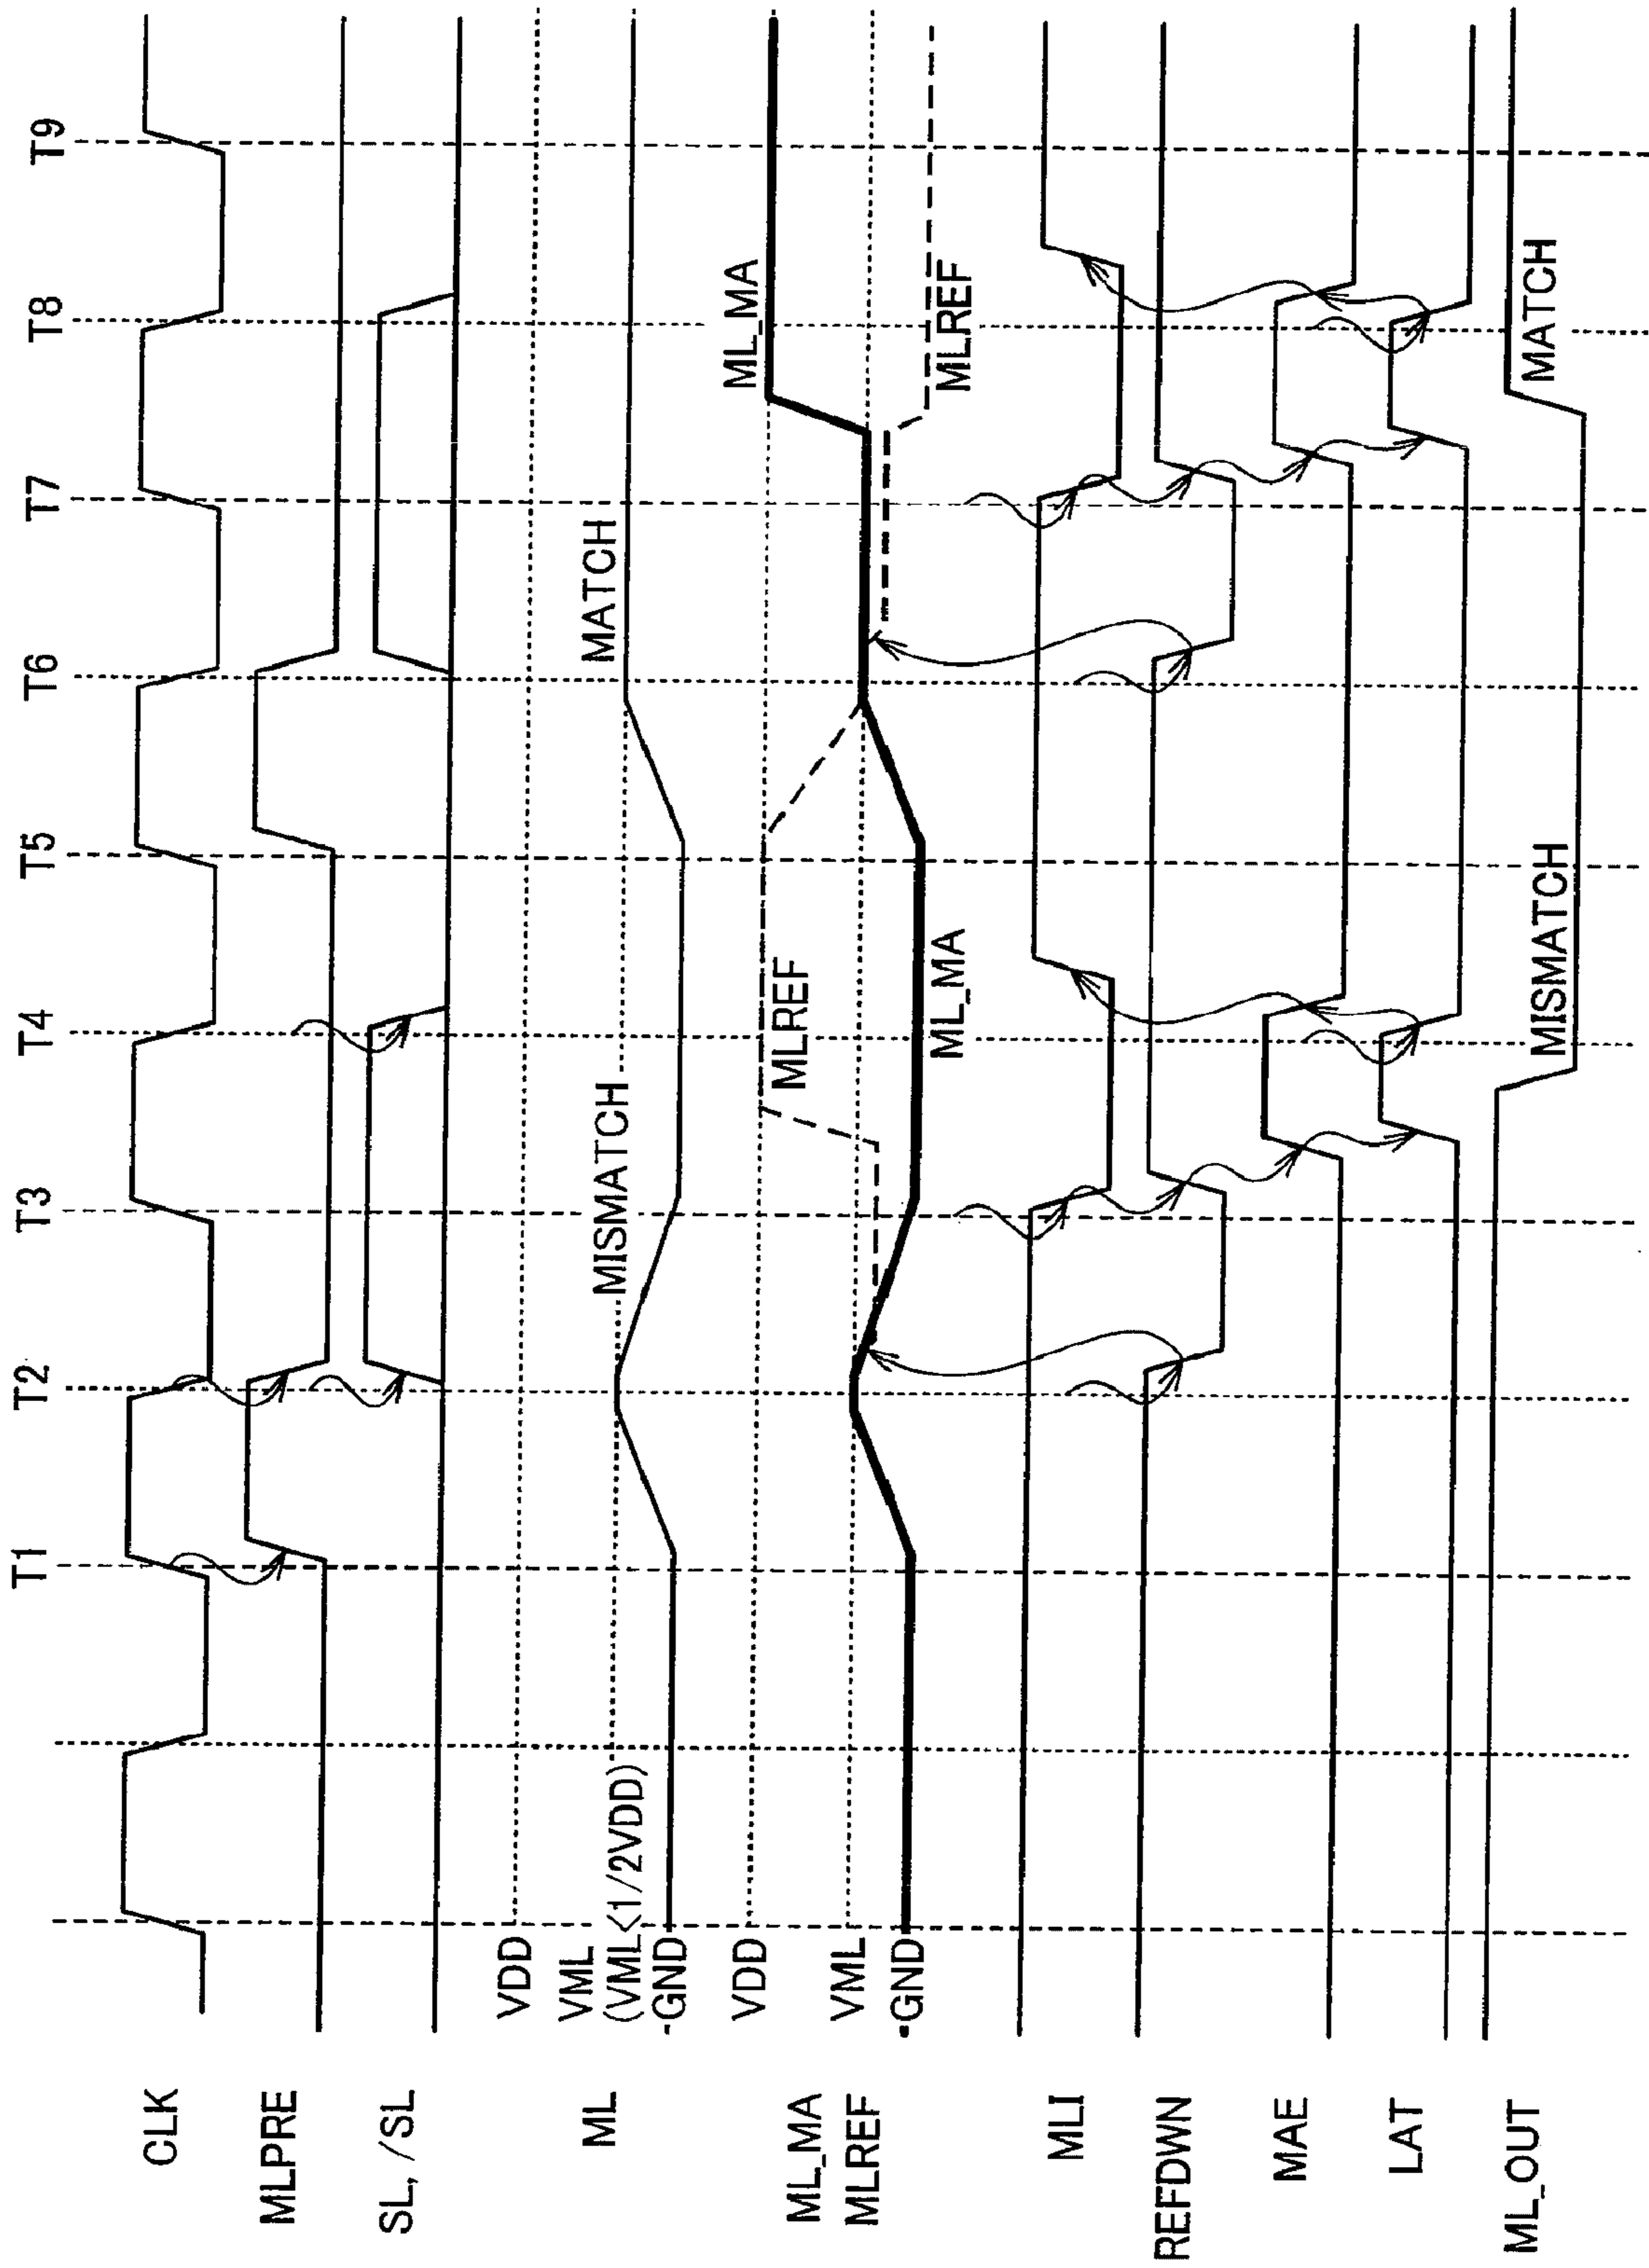 T1 T2 T3 T4 T5 T6 T7 T8 T9
CLK
MLPRE
SL, /SL
VDD
VML
(VML<1/2VDD)
GND
ML
MISMATCH
MATCH
VDD
VML
GND
ML_MA
MLREF
MLREF
ML_MA
ML_MA
MLREF
MLI
REFDWN
MAE
LAT
ML_OUT
MISMATCH
MATCH